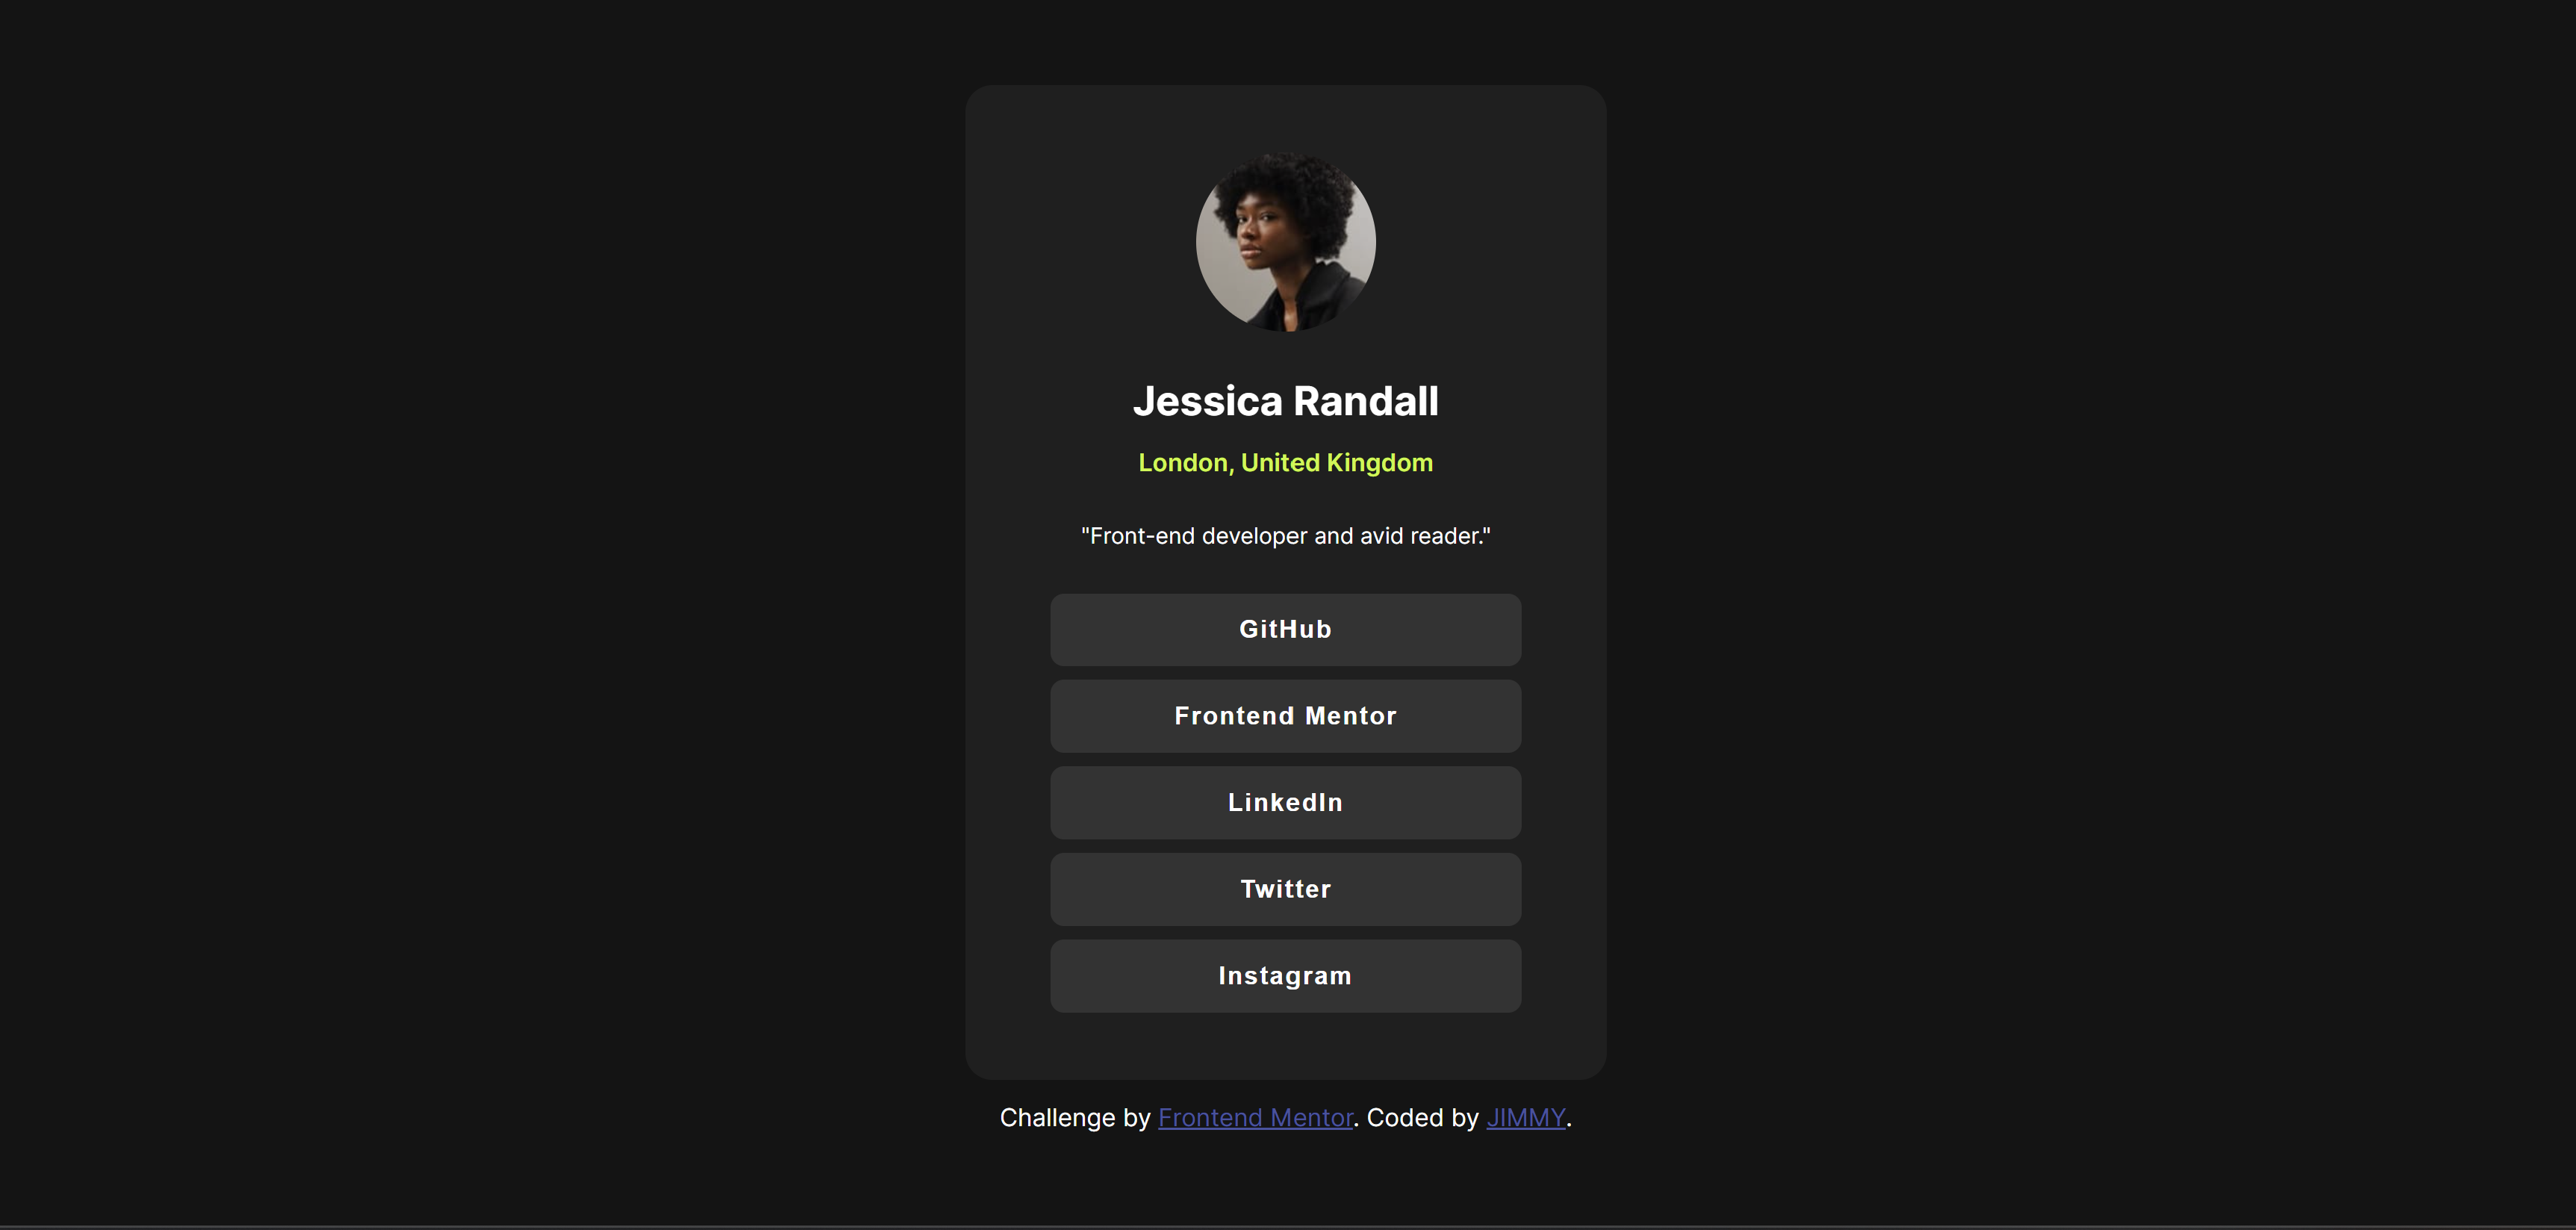 Jessica Randall
London, United Kingdom
"Front-end developer and avid reader."
GitHub
Frontend Mentor
LinkedIn
Twitter
Instagram
Challenge by Frontend Mentor. Coded by JIMMY.